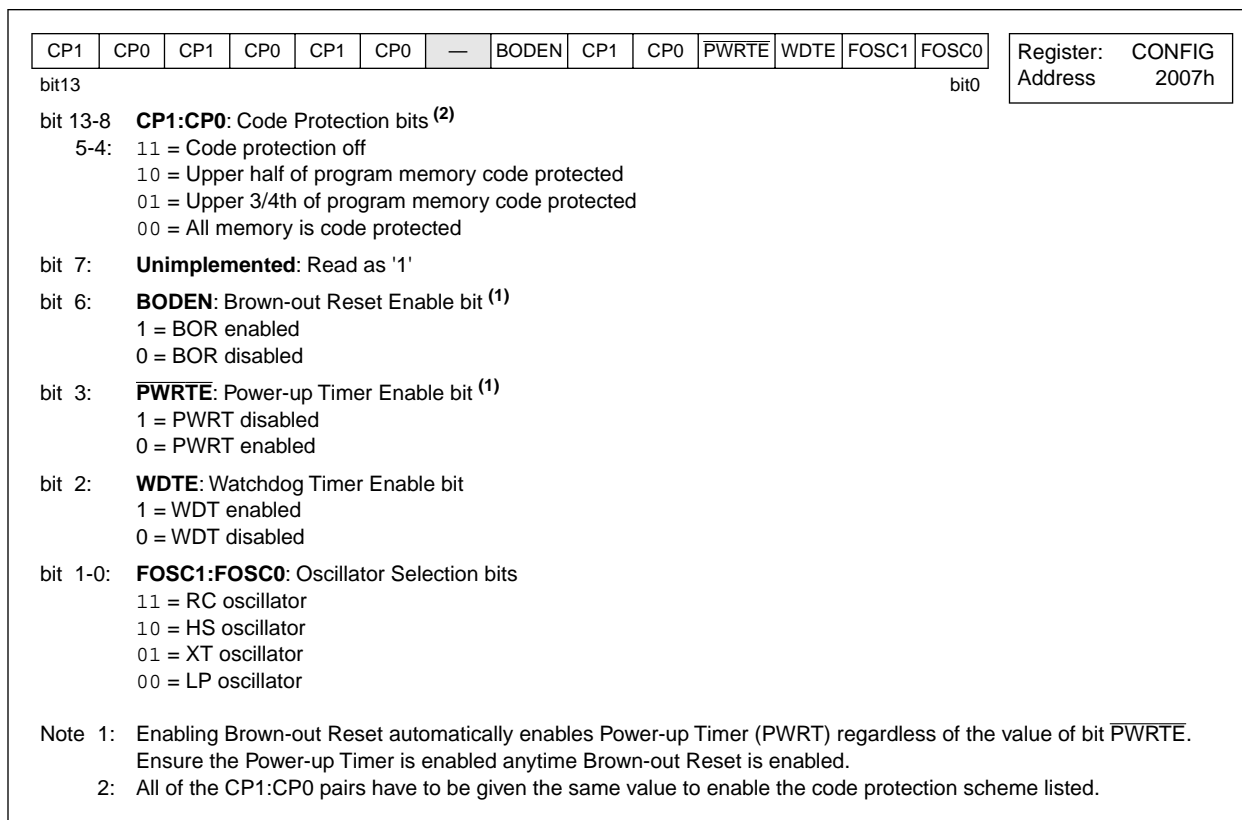 CP1 CP0 CP1 CP0 CP1 CP0 — BODEN CP1 CP0 PWRTE WDTE FOSC1 FOSC0
Register: CONFIG
Address 2007h
bit13 bit0
bit 13-8 CP1:CP0: Code Protection bits (2)
5-4: 11 = Code protection off
10 = Upper half of program memory code protected
01 = Upper 3/4th of program memory code protected
00 = All memory is code protected
bit 7: Unimplemented: Read as '1'
bit 6: BODEN: Brown-out Reset Enable bit (1)
1 = BOR enabled
0 = BOR disabled
bit 3: PWRTE: Power-up Timer Enable bit (1)
1 = PWRT disabled
0 = PWRT enabled
bit 2: WDTE: Watchdog Timer Enable bit
1 = WDT enabled
0 = WDT disabled
bit 1-0: FOSC1:FOSC0: Oscillator Selection bits
11 = RC oscillator
10 = HS oscillator
01 = XT oscillator
00 = LP oscillator
Note 1: Enabling Brown-out Reset automatically enables Power-up Timer (PWRT) regardless of the value of bit PWRTE.
Ensure the Power-up Timer is enabled anytime Brown-out Reset is enabled.
2: All of the CP1:CP0 pairs have to be given the same value to enable the code protection scheme listed.